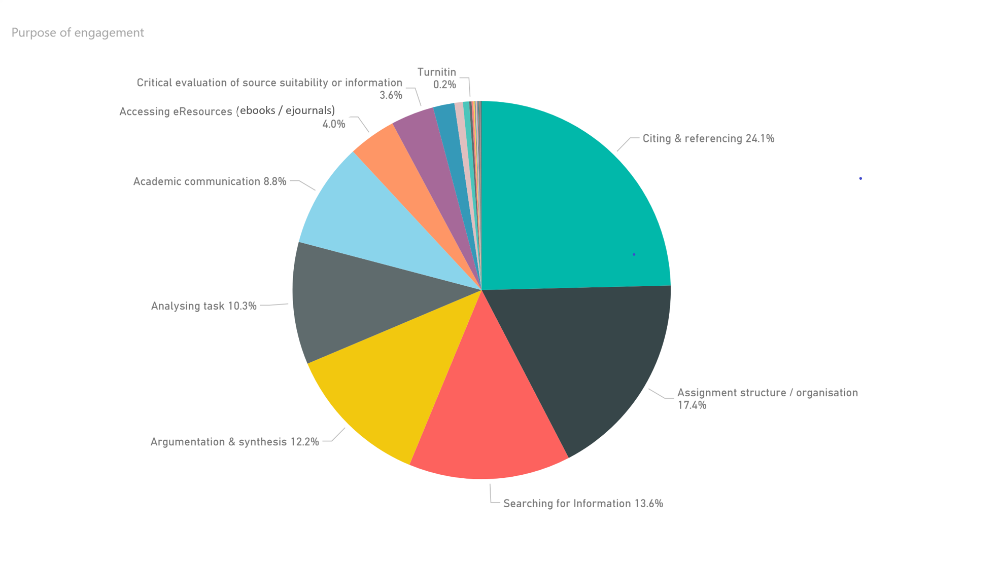 Purpose of engagement
Turnitin
0.2%
Critical evaluation of source suitability or information
3.6%
Accessing eResources (ebooks / ejournals)
4.0%
Citing & referencing 24.1%
Academic communication 8.8%
Analysing task 10.3%
Assignment structure / organisation
17.4%
Argumentation & synthesis 12.2%
Searching for Information 13.6%